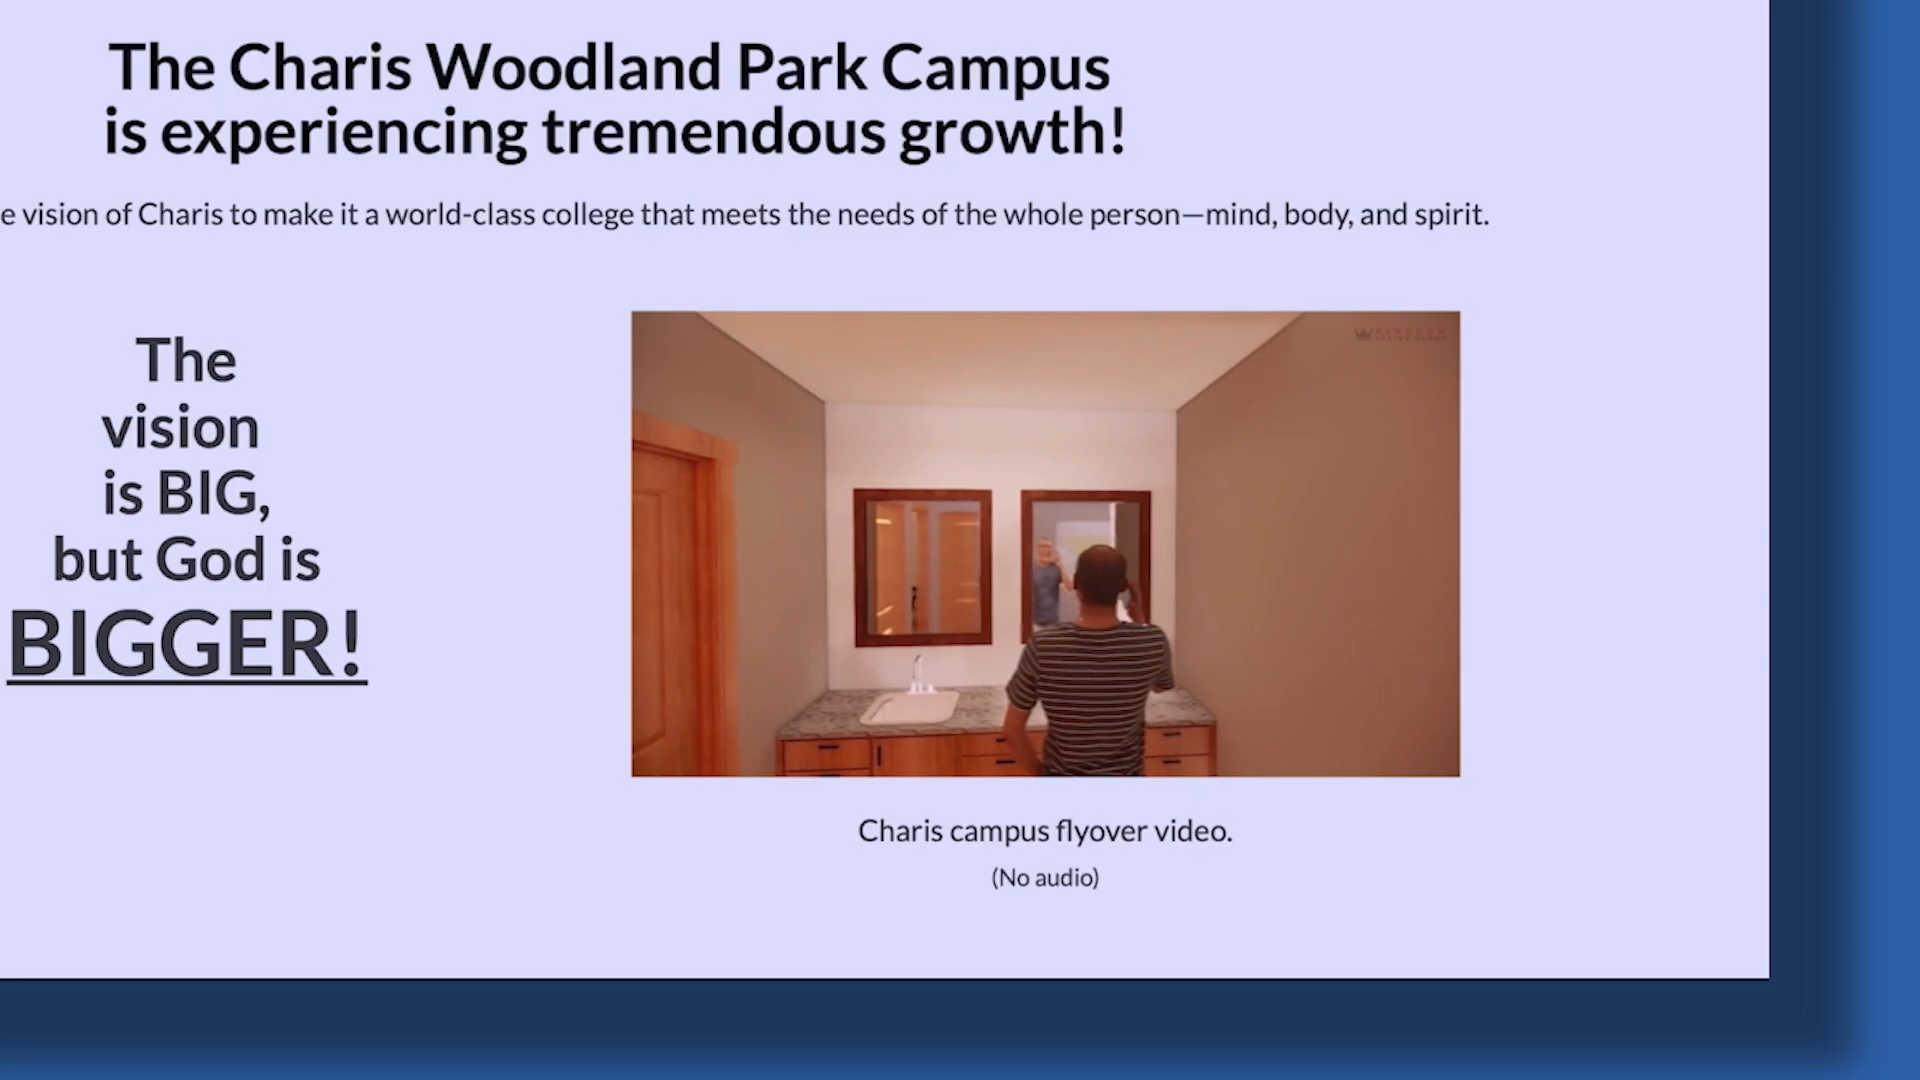 The Charis Woodland Park Campus
is experiencing tremendous growth!
e vision of Charis to make it a world-class college that meets the needs of the whole person—mind, body, and spirit.
The
vision
is BIG,
but God is
BIGGER!
Charis campus flyover video.
(No audio)